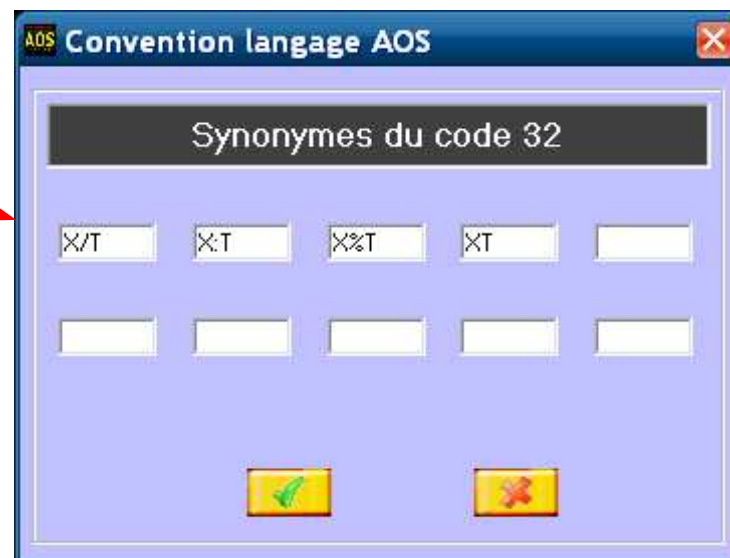 AOS Convention langage AOS
Synonymes du code 32
X/T X:T X%T XT